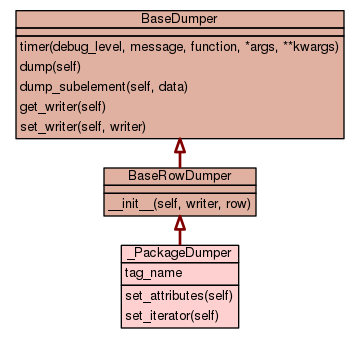 BaseDumper
timer(debug_level, message, function, *args, **kwargs)
dump(self)
dump_subelement(self, data)
get_writer(self)
set_writer(self, writer)
BaseRowDumper
__init__(self, writer, row)
_PackageDumper
tag_name
set_attributes(self)
set_iterator(self)